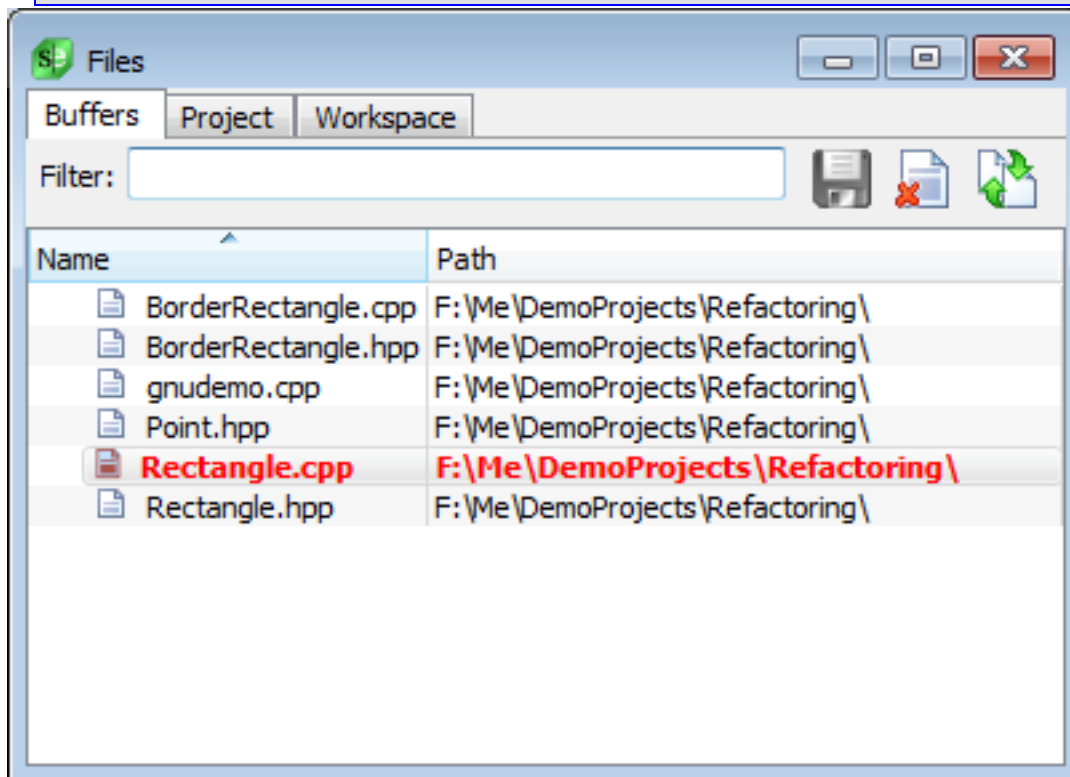 Files
Buffers Project Workspace
Filter:
Name Path
BorderRectangle.cpp F:\Me\DemoProjects\Refactoring\
BorderRectangle.hpp F:\Me\DemoProjects\Refactoring\
gnudemo.cpp F:\Me\DemoProjects\Refactoring\
Point.hpp F:\Me\DemoProjects\Refactoring\
Rectangle.cpp F:\Me\DemoProjects\Refactoring\
Rectangle.hpp F:\Me\DemoProjects\Refactoring\